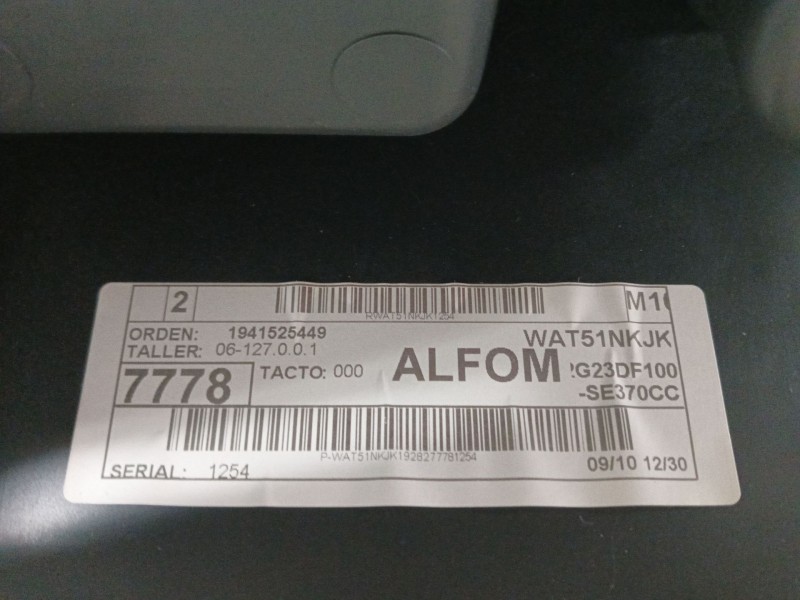 2 M1
RWAT51NKJK1254
ORDEN: 1941525449 WAT51NKJK
TALLER: 06-127.0.0.1
7778 TACTO: 000 ALFOM G23DF100
-SE370CC
P-WAT51NKJK1928277781254
SERIAL: 1254 09/10 12/30